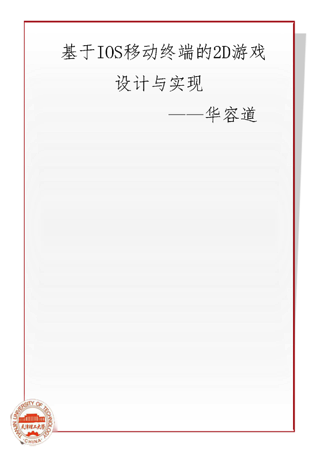 基于IOS移动终端的2D游戏
设计与实现
——华容道
TIANJIN UNIVERSITY OF TECHNOLOGY
天津理工大学
CHINA